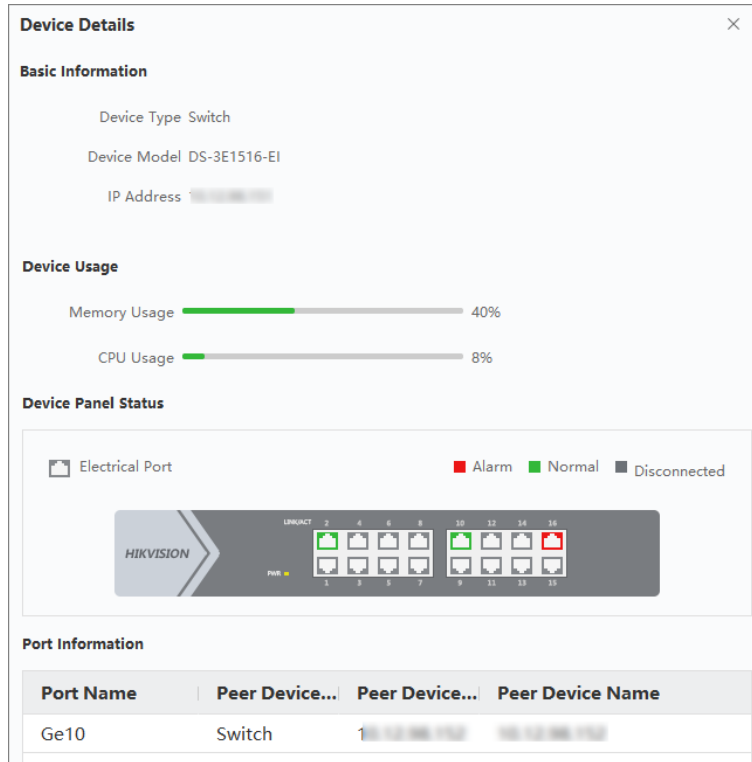 Device Details
Basic Information
Device Type Switch
Device Model DS-3E1516-EI
IP Address
Device Usage
Memory Usage 40%
CPU Usage 8%
Device Panel Status
Electrical Port Alarm Normal Disconnected
LINK/ACT 2 4 6 8 10 12 14 16
HIKVISION
PWR
1 3 5 7 9 11 13 15
Port Information
Port Name Peer Device... Peer Device... Peer Device Name
Ge10 Switch 1